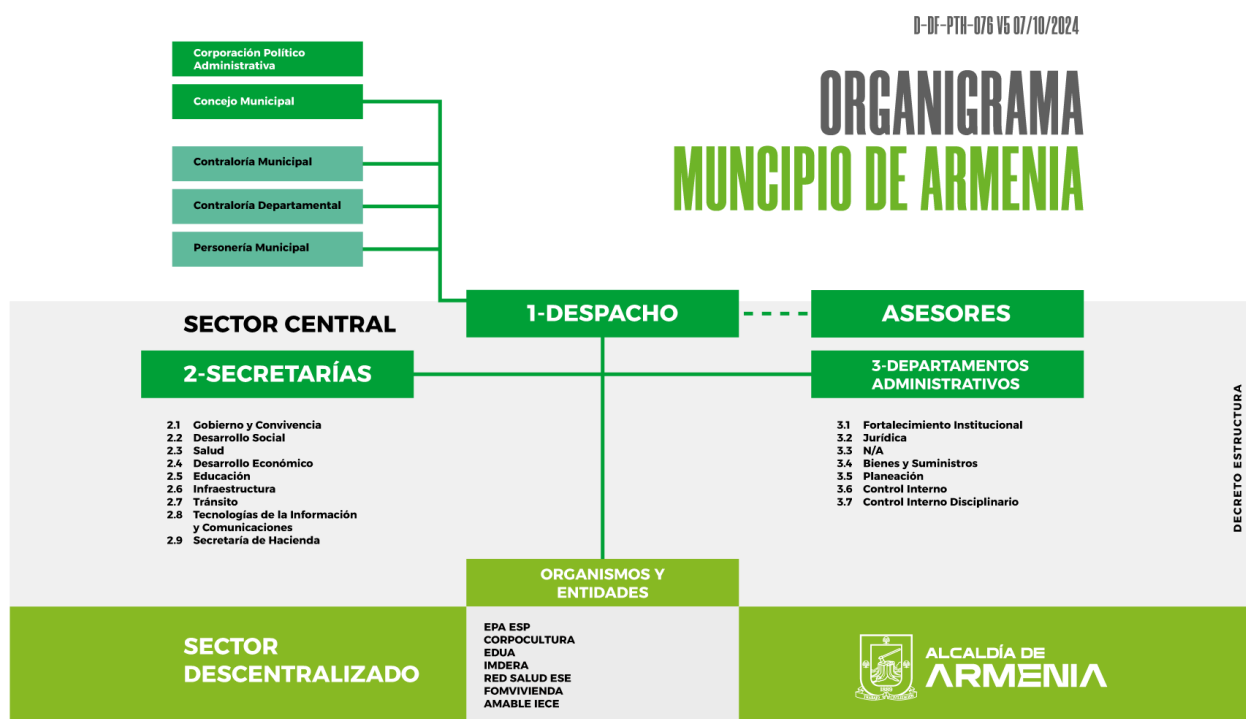 D-DF-PTH-076 V5 07/10/2024
ORGANIGRAMA
MUNCIPIO DE ARMENIA
Corporación Político
Administrativa
Concejo Municipal
Contraloría Municipal
Contraloría Departamental
Personería Municipal
SECTOR CENTRAL
1-DESPACHO
ASESORES
2-SECRETARÍAS
2.1 Gobierno y Convivencia
2.2 Desarrollo Social
2.3 Salud
2.4 Desarrollo Económico
2.5 Educación
2.6 Infraestructura
2.7 Tránsito
2.8 Tecnologías de la Información
y Comunicaciones
2.9 Secretaría de Hacienda
3-DEPARTAMENTOS
ADMINISTRATIVOS
3.1 Fortalecimiento Institucional
3.2 Jurídica
3.3 N/A
3.4 Bienes y Suministros
3.5 Planeación
3.6 Control Interno
3.7 Control Interno Disciplinario
DECRETO ESTRUCTURA
ORGANISMOS Y
ENTIDADES
SECTOR
DESCENTRALIZADO
EPA ESP
CORPOCULTURA
EDUA
IMDERA
RED SALUD ESE
FOMVIVIENDA
AMABLE IECE
ALCALDÍA DE
ARMENIA